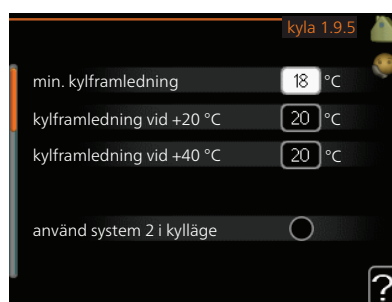 kyla 1.9.5
min. kylframledning 18 °C
kylframledning vid +20 °C 20 °C
kylframledning vid +40 °C 20 °C
använd system 2 i kylläge
?